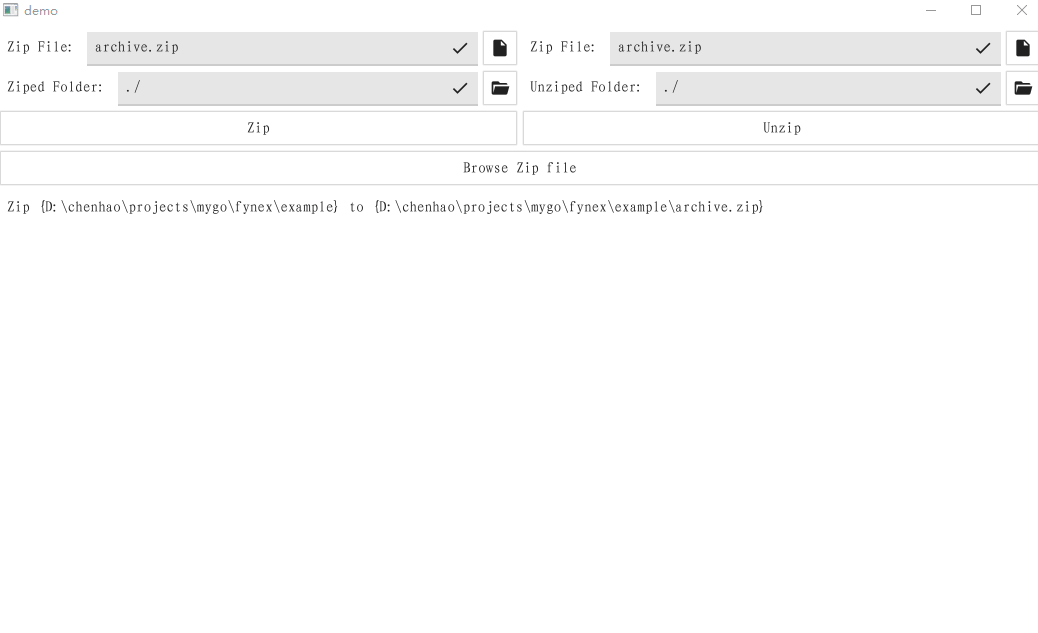 demo
Zip File: archive.zip Zip File: archive.zip
Ziped Folder: ./ Unziped Folder: ./
Zip Unzip
Browse Zip file
Zip {D:\chenhao\projects\mygo\fynex\example} to {D:\chenhao\projects\mygo\fynex\example\archive.zip}